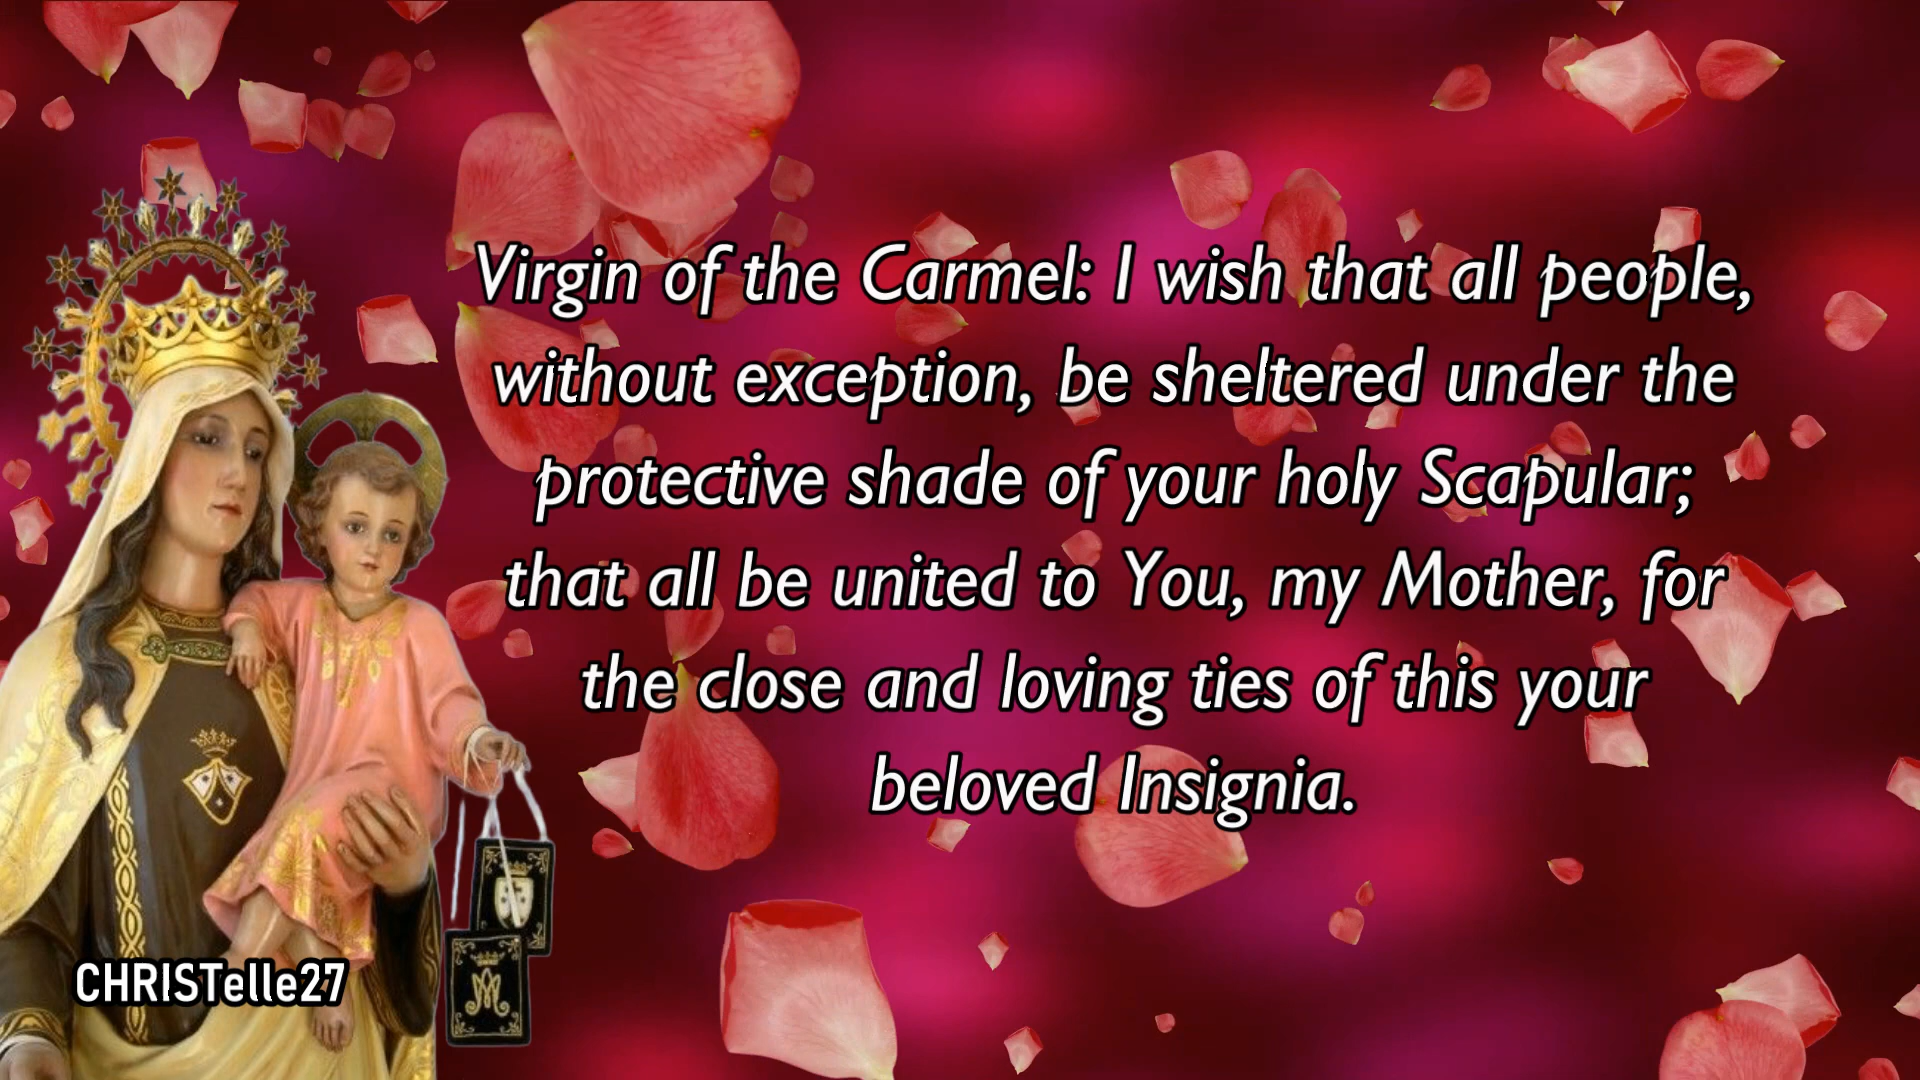 Virgin of the Carmel: I wish that all people,
without exception, be sheltered under the
protective shade of your holy Scapular;
that all be united to You, my Mother, for
the close and loving ties of this your
beloved Insignia.
CHRISTelle27